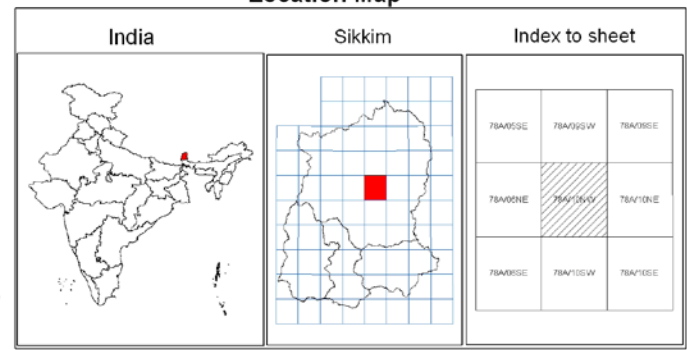 Location Map
India
Sikkim
Index to sheet
78A/05SE
78A/09SW
78A/09SE
78A/06NE
78A/10NW
78A/10NE
78A/06SE
78A/10SW
78A/10SE